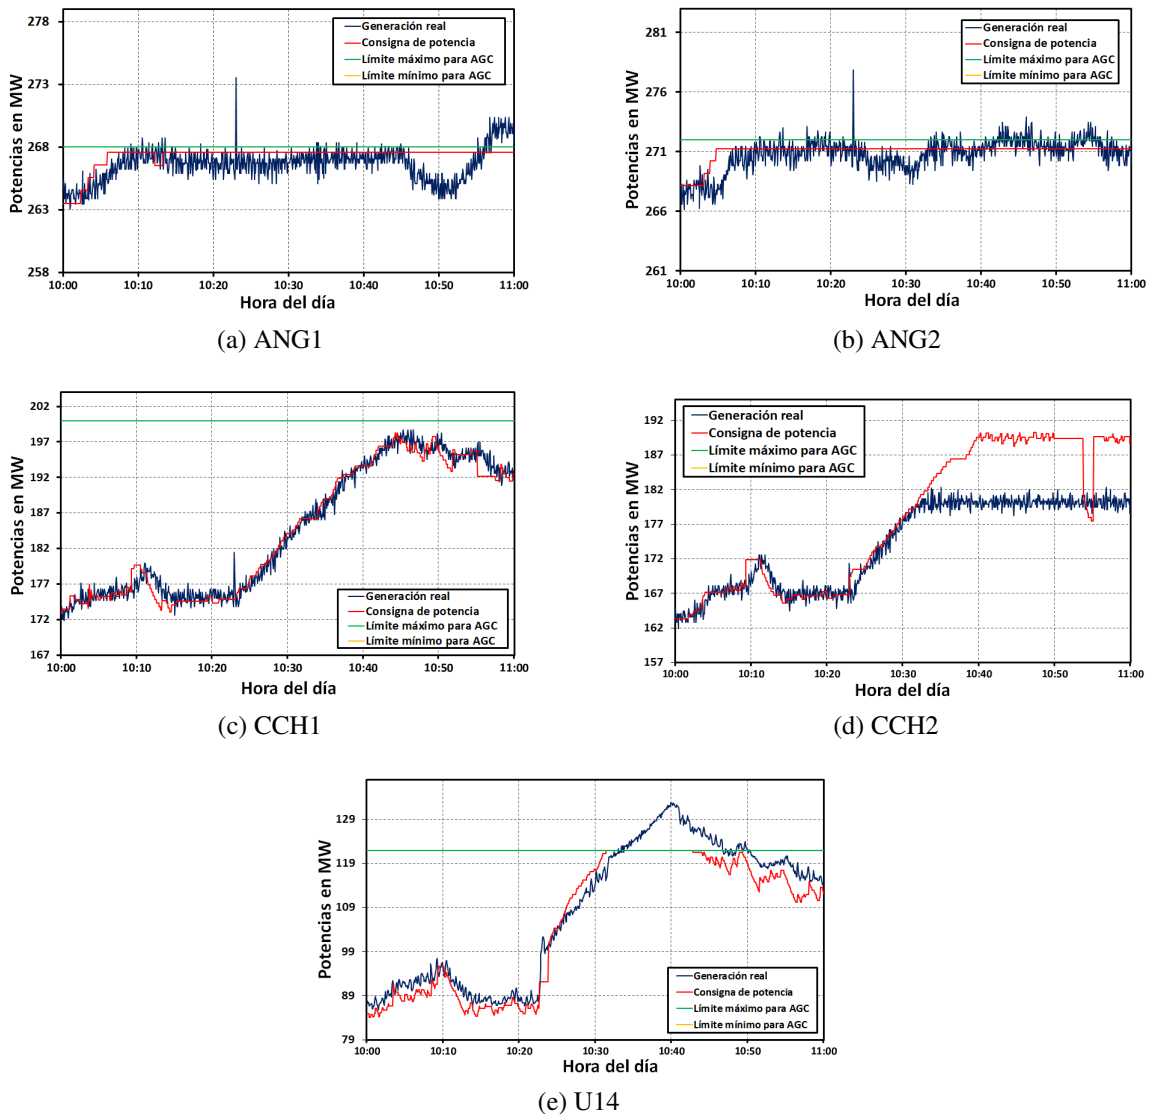 278
273
268
263
258
Potencias en MW
Generación real
Consigna de potencia
Límite máximo para AGC
Límite mínimo para AGC
10:00 10:10 10:20 10:30 10:40 10:50 11:00
Hora del día
(a) ANG1
281
276
271
266
261
Potencias en MW
Generación real
Consigna de potencia
Límite máximo para AGC
Límite mínimo para AGC
10:00 10:10 10:20 10:30 10:40 10:50 11:00
Hora del día
(b) ANG2
202
197
192
187
182
177
172
167
Potencias en MW
Generación real
Consigna de potencia
Límite máximo para AGC
Límite mínimo para AGC
10:00 10:10 10:20 10:30 10:40 10:50 11:00
Hora del día
(c) CCH1
192
187
182
177
172
167
162
157
Potencias en MW
Generación real
Consigna de potencia
Límite máximo para AGC
Límite mínimo para AGC
10:00 10:10 10:20 10:30 10:40 10:50 11:00
Hora del día
(d) CCH2
129
119
109
99
89
79
Potencias en MW
Generación real
Consigna de potencia
Límite máximo para AGC
Límite mínimo para AGC
10:00 10:10 10:20 10:30 10:40 10:50 11:00
Hora del día
(e) U14